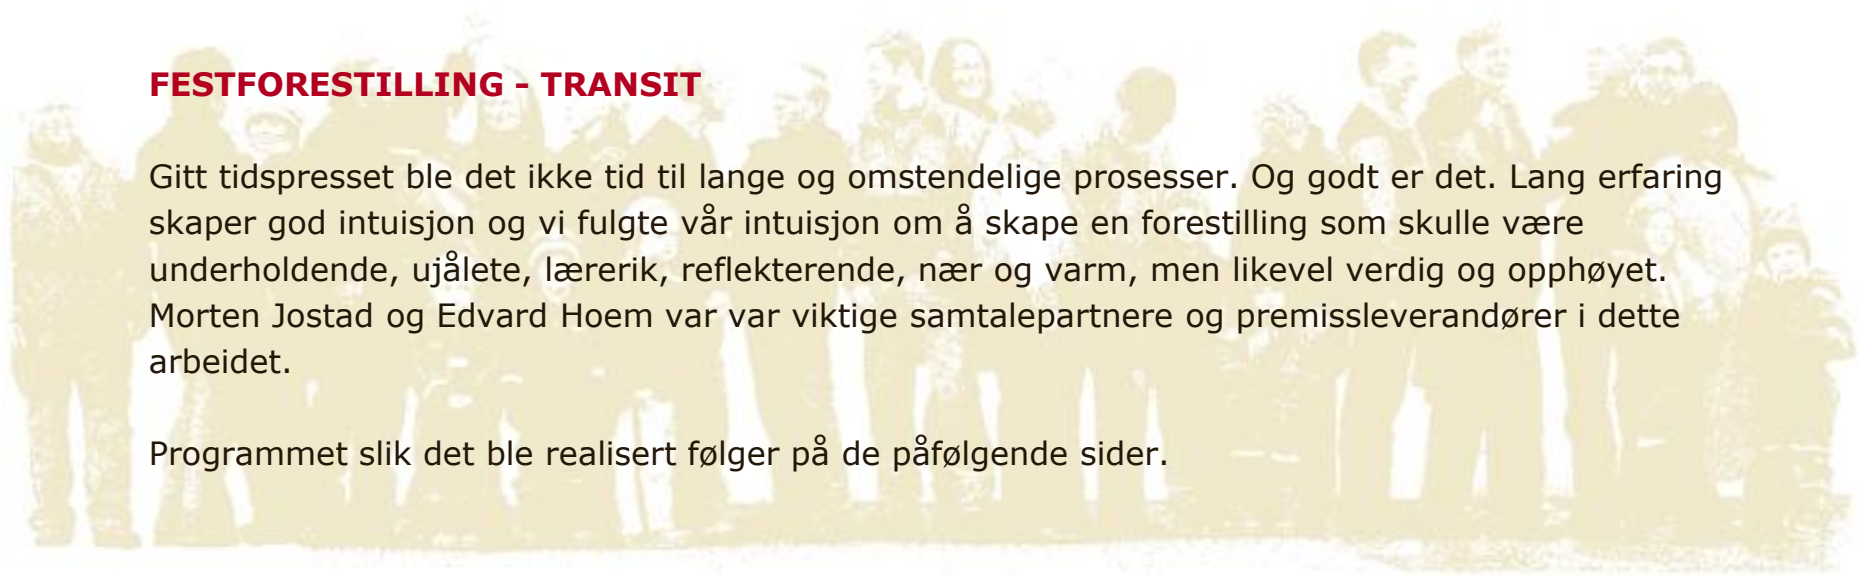 FESTFORESTILLING - TRANSIT
Gitt tidspresset ble det ikke tid til lange og omstendelige prosesser. Og godt er det. Lang erfaring
skaper god intuisjon og vi fulgte vår intuisjon om å skape en forestilling som skulle være
underholdende, ujålete, lærerik, reflekterende, nær og varm, men likevel verdig og opphøyet.
Morten Jostad og Edvard Hoem var var viktige samtalepartnere og premissleverandører i dette
arbeidet.
Programmet slik det ble realisert følger på de påfølgende sider.